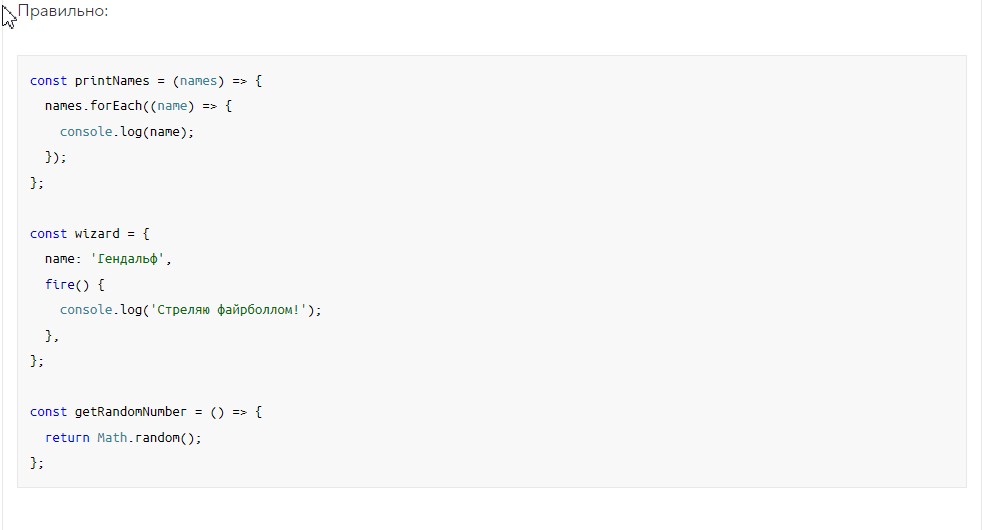 Правильно:
const printNames = (names) => {
  names.forEach((name) => {
    console.log(name);
  });
};
const wizard = {
  name: 'Гендальф',
  fire() {
    console.log('Стреляю файрболлом!');
  },
};
const getRandomNumber = () => {
  return Math.random();
};